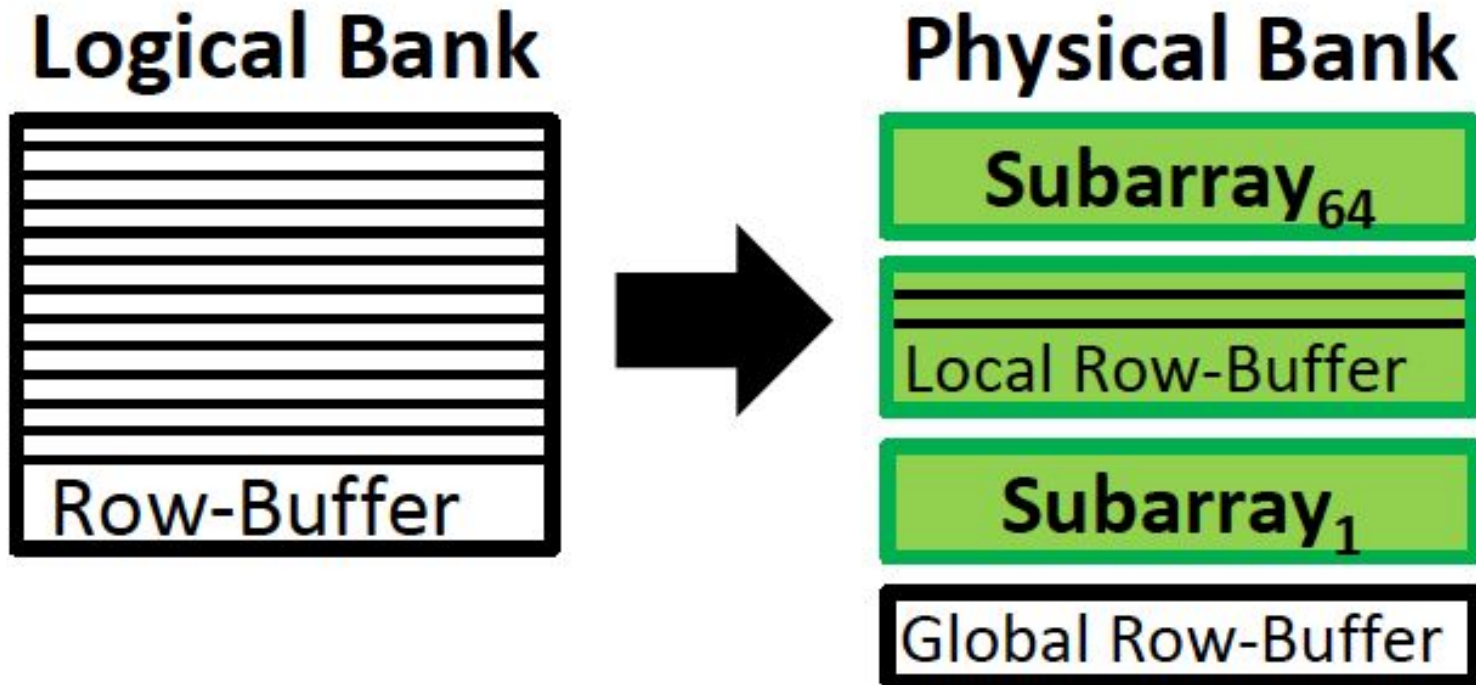 Logical Bank
Row-Buffer
Physical Bank
Subarray₆₄
Local Row-Buffer
Subarray₁
Global Row-Buffer